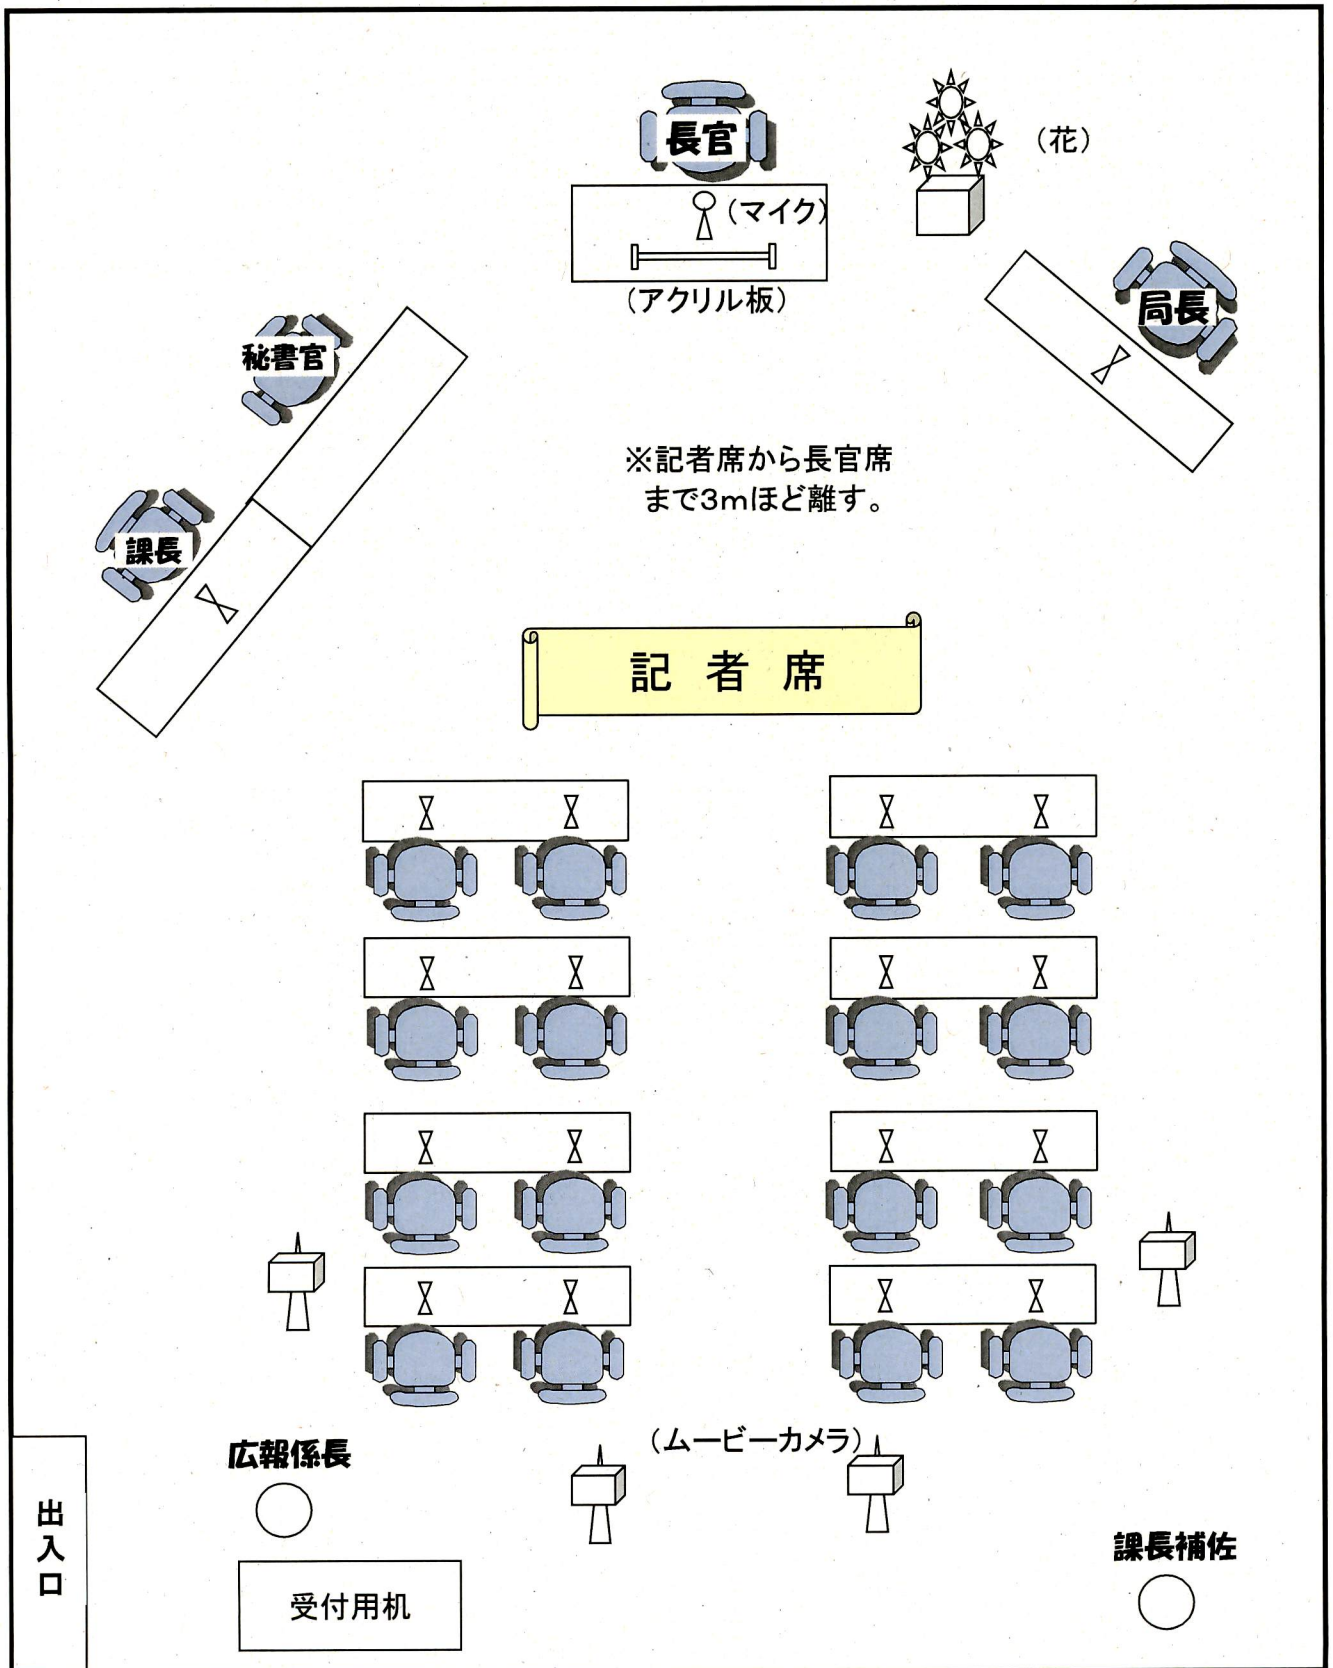 長官
(花)
(マイク)
(アクリル板)
局長
秘書官
※記者席から長官席
まで3mほど離す。
課長
記 者 席
(ムービーカメラ)
広報係長
出入口
課長補佐
受付用机